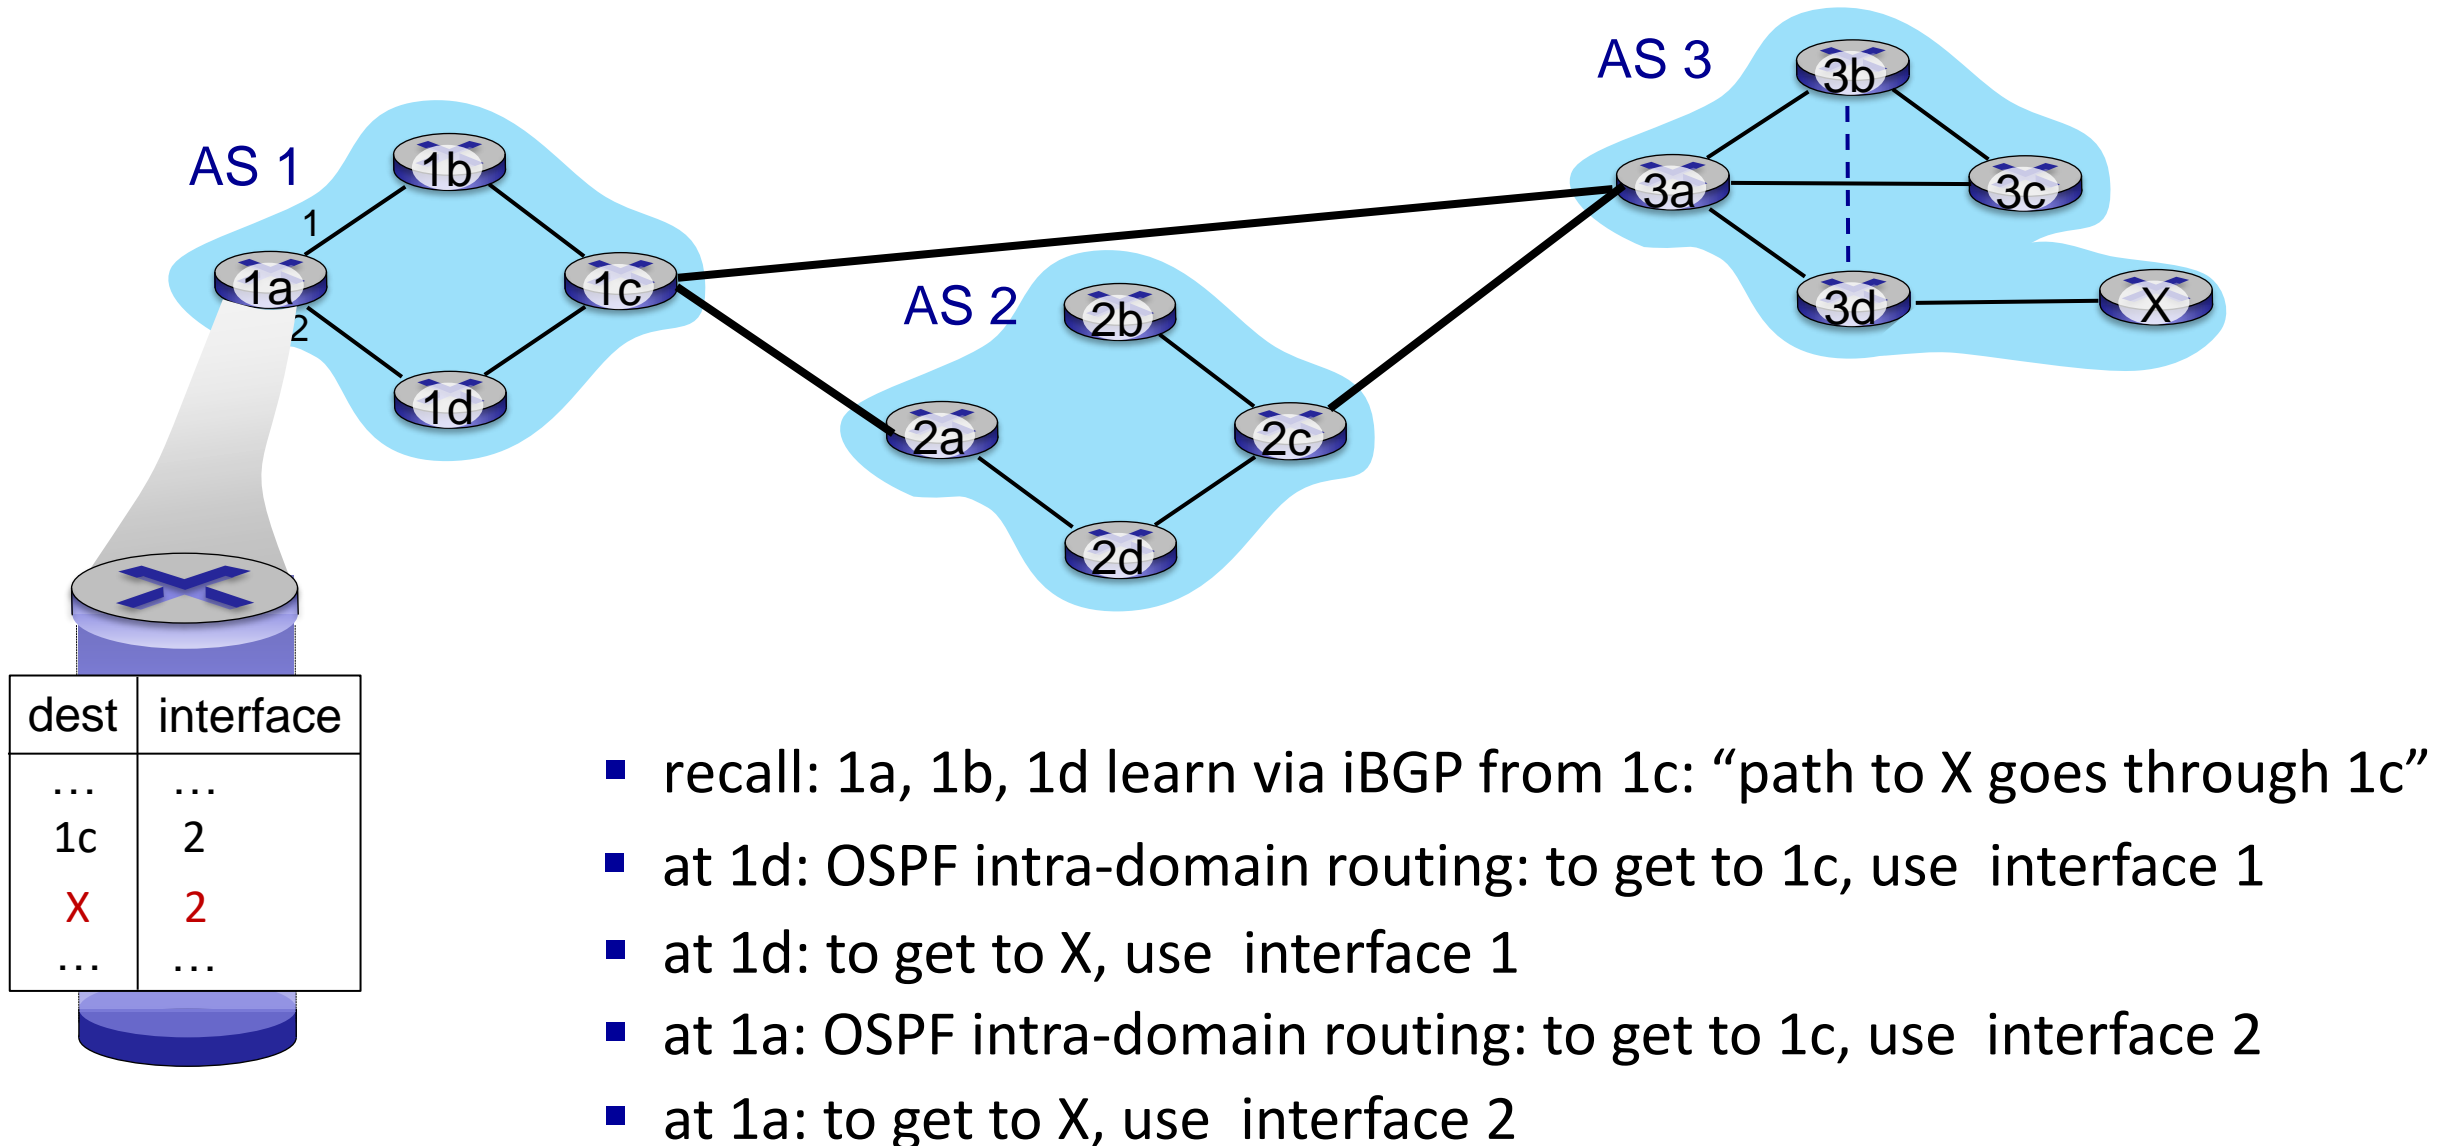 AS 3
3b
AS 1
1b
3a
3c
1
1a
1c
AS 2
2b
3d
X
2
1d
2a
2c
2d
dest interface
... ...
1c 2
X 2
... ...
▪ recall: 1a, 1b, 1d learn via iBGP from 1c: “path to X goes through 1c”
▪ at 1d: OSPF intra-domain routing: to get to 1c, use interface 1
▪ at 1d: to get to X, use interface 1
▪ at 1a: OSPF intra-domain routing: to get to 1c, use interface 2
▪ at 1a: to get to X, use interface 2